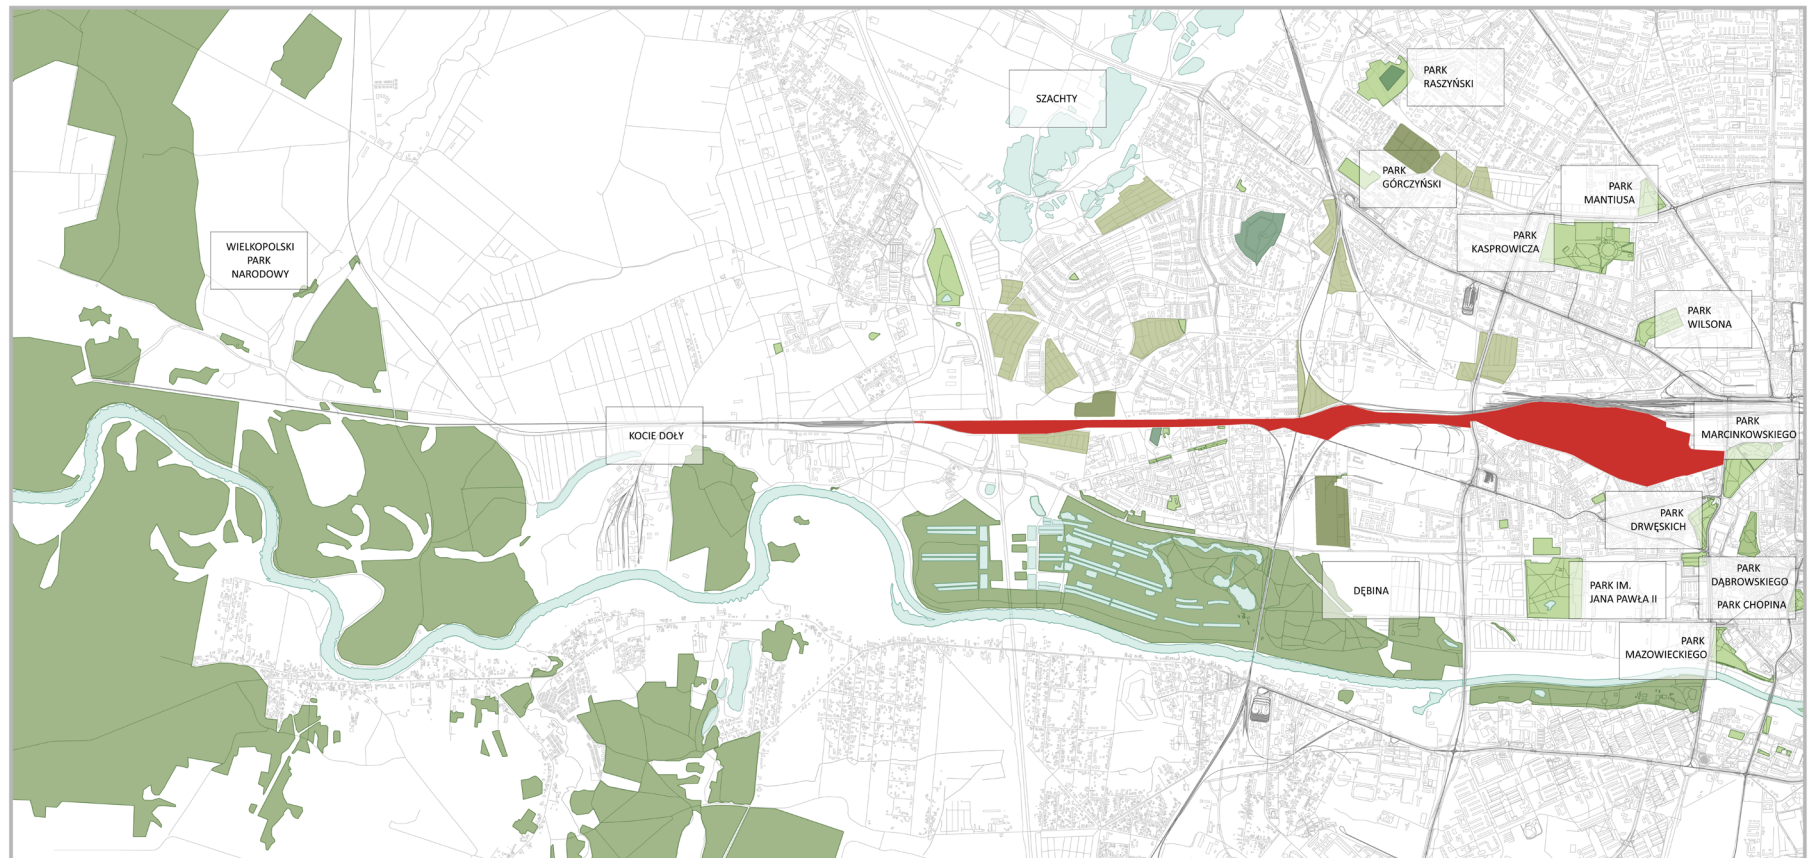 SZACHTY
PARK
RASZYŃSKI
PARK
GÓRCZYŃSKI
PARK
MANTIUSA
PARK
KASPROWICZA
WIELKOPOLSKI
PARK
NARODOWY
PARK
WILSONA
KOCIE DOŁY
PARK
MARCINKOWSKIEGO
PARK
DRWĘSKICH
DĘBINA
PARK IM.
JANA PAWŁA II
PARK
DĄBROWSKIEGO
PARK CHOPINA
PARK
MAZOWIECKIEGO